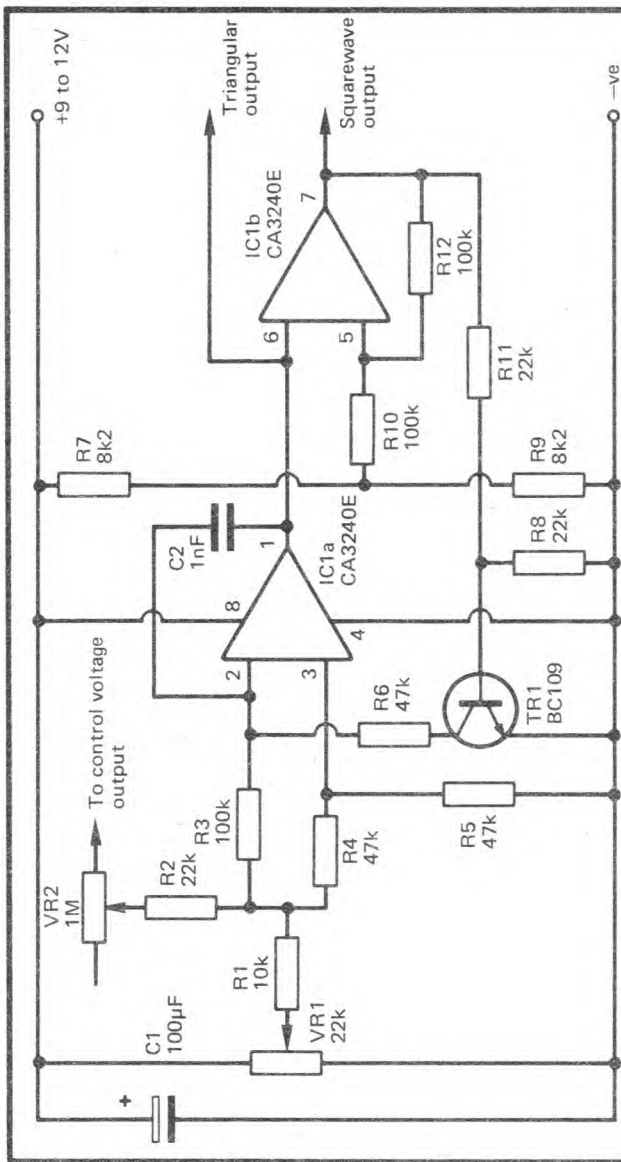 +9 to 12V
Triangular
output
Squarewave
output
−ve
IC1b
CA3240E
7
6
5
R12
100k
R11
22k
R10
100k
R7
8k2
R9
8k2
R8
22k
C2
1nF
1
IC1a
CA3240E
8
4
2
3
R6
47k
TR1
BC109
To control voltage
output
R3
100k
R4
47k
R5
47k
VR2
1M
R2
22k
R1
10k
VR1
22k
C1
100µF
+